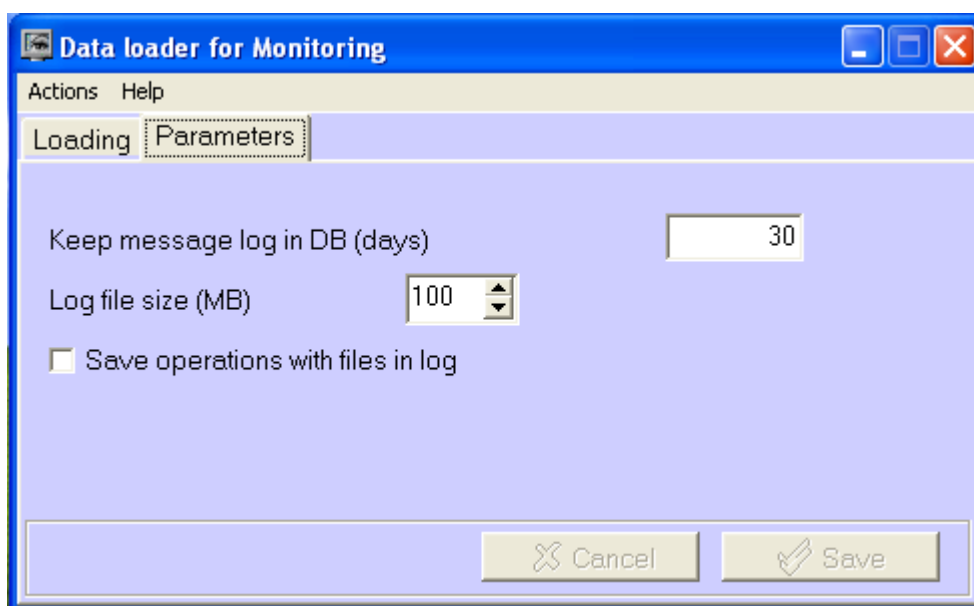 Data loader for Monitoring
Actions Help
Loading Parameters
Keep message log in DB (days) 30
Log file size (MB) 100
Save operations with files in log
Cancel Save